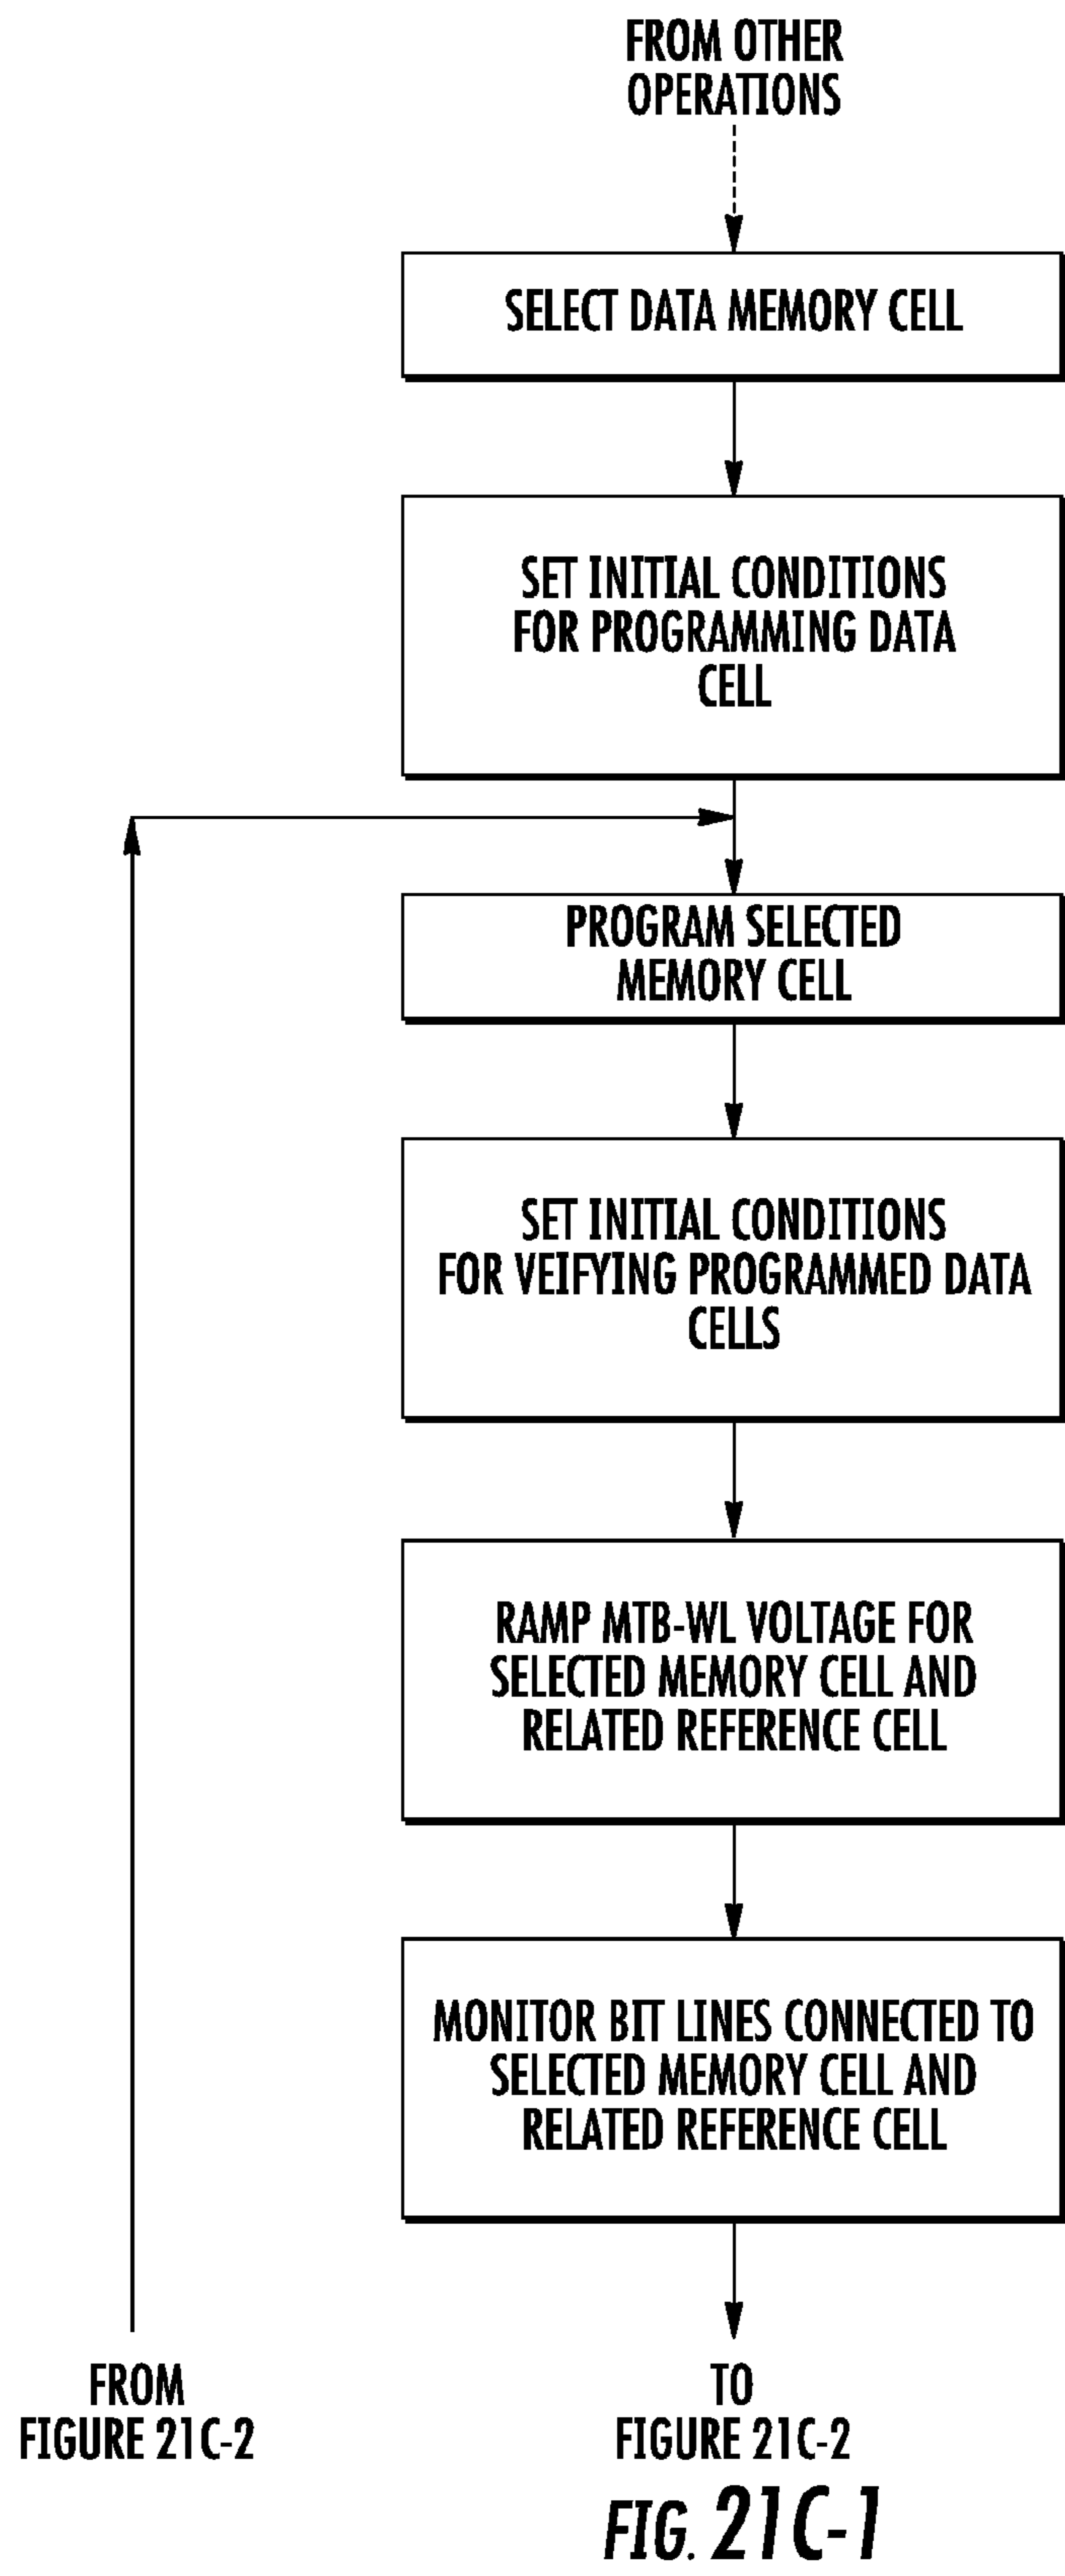 FROM OTHER
OPERATIONS
SELECT DATA MEMORY CELL
SET INITIAL CONDITIONS
FOR PROGRAMMING DATA
CELL
PROGRAM SELECTED
MEMORY CELL
SET INITIAL CONDITIONS
FOR VEIFYING PROGRAMMED DATA
CELLS
RAMP MTB-WL VOLTAGE FOR
SELECTED MEMORY CELL AND
RELATED REFERENCE CELL
MONITOR BIT LINES CONNECTED TO
SELECTED MEMORY CELL AND
RELATED REFERENCE CELL
FROM
FIGURE 21C-2
TO
FIGURE 21C-2
FIG. 21C-1